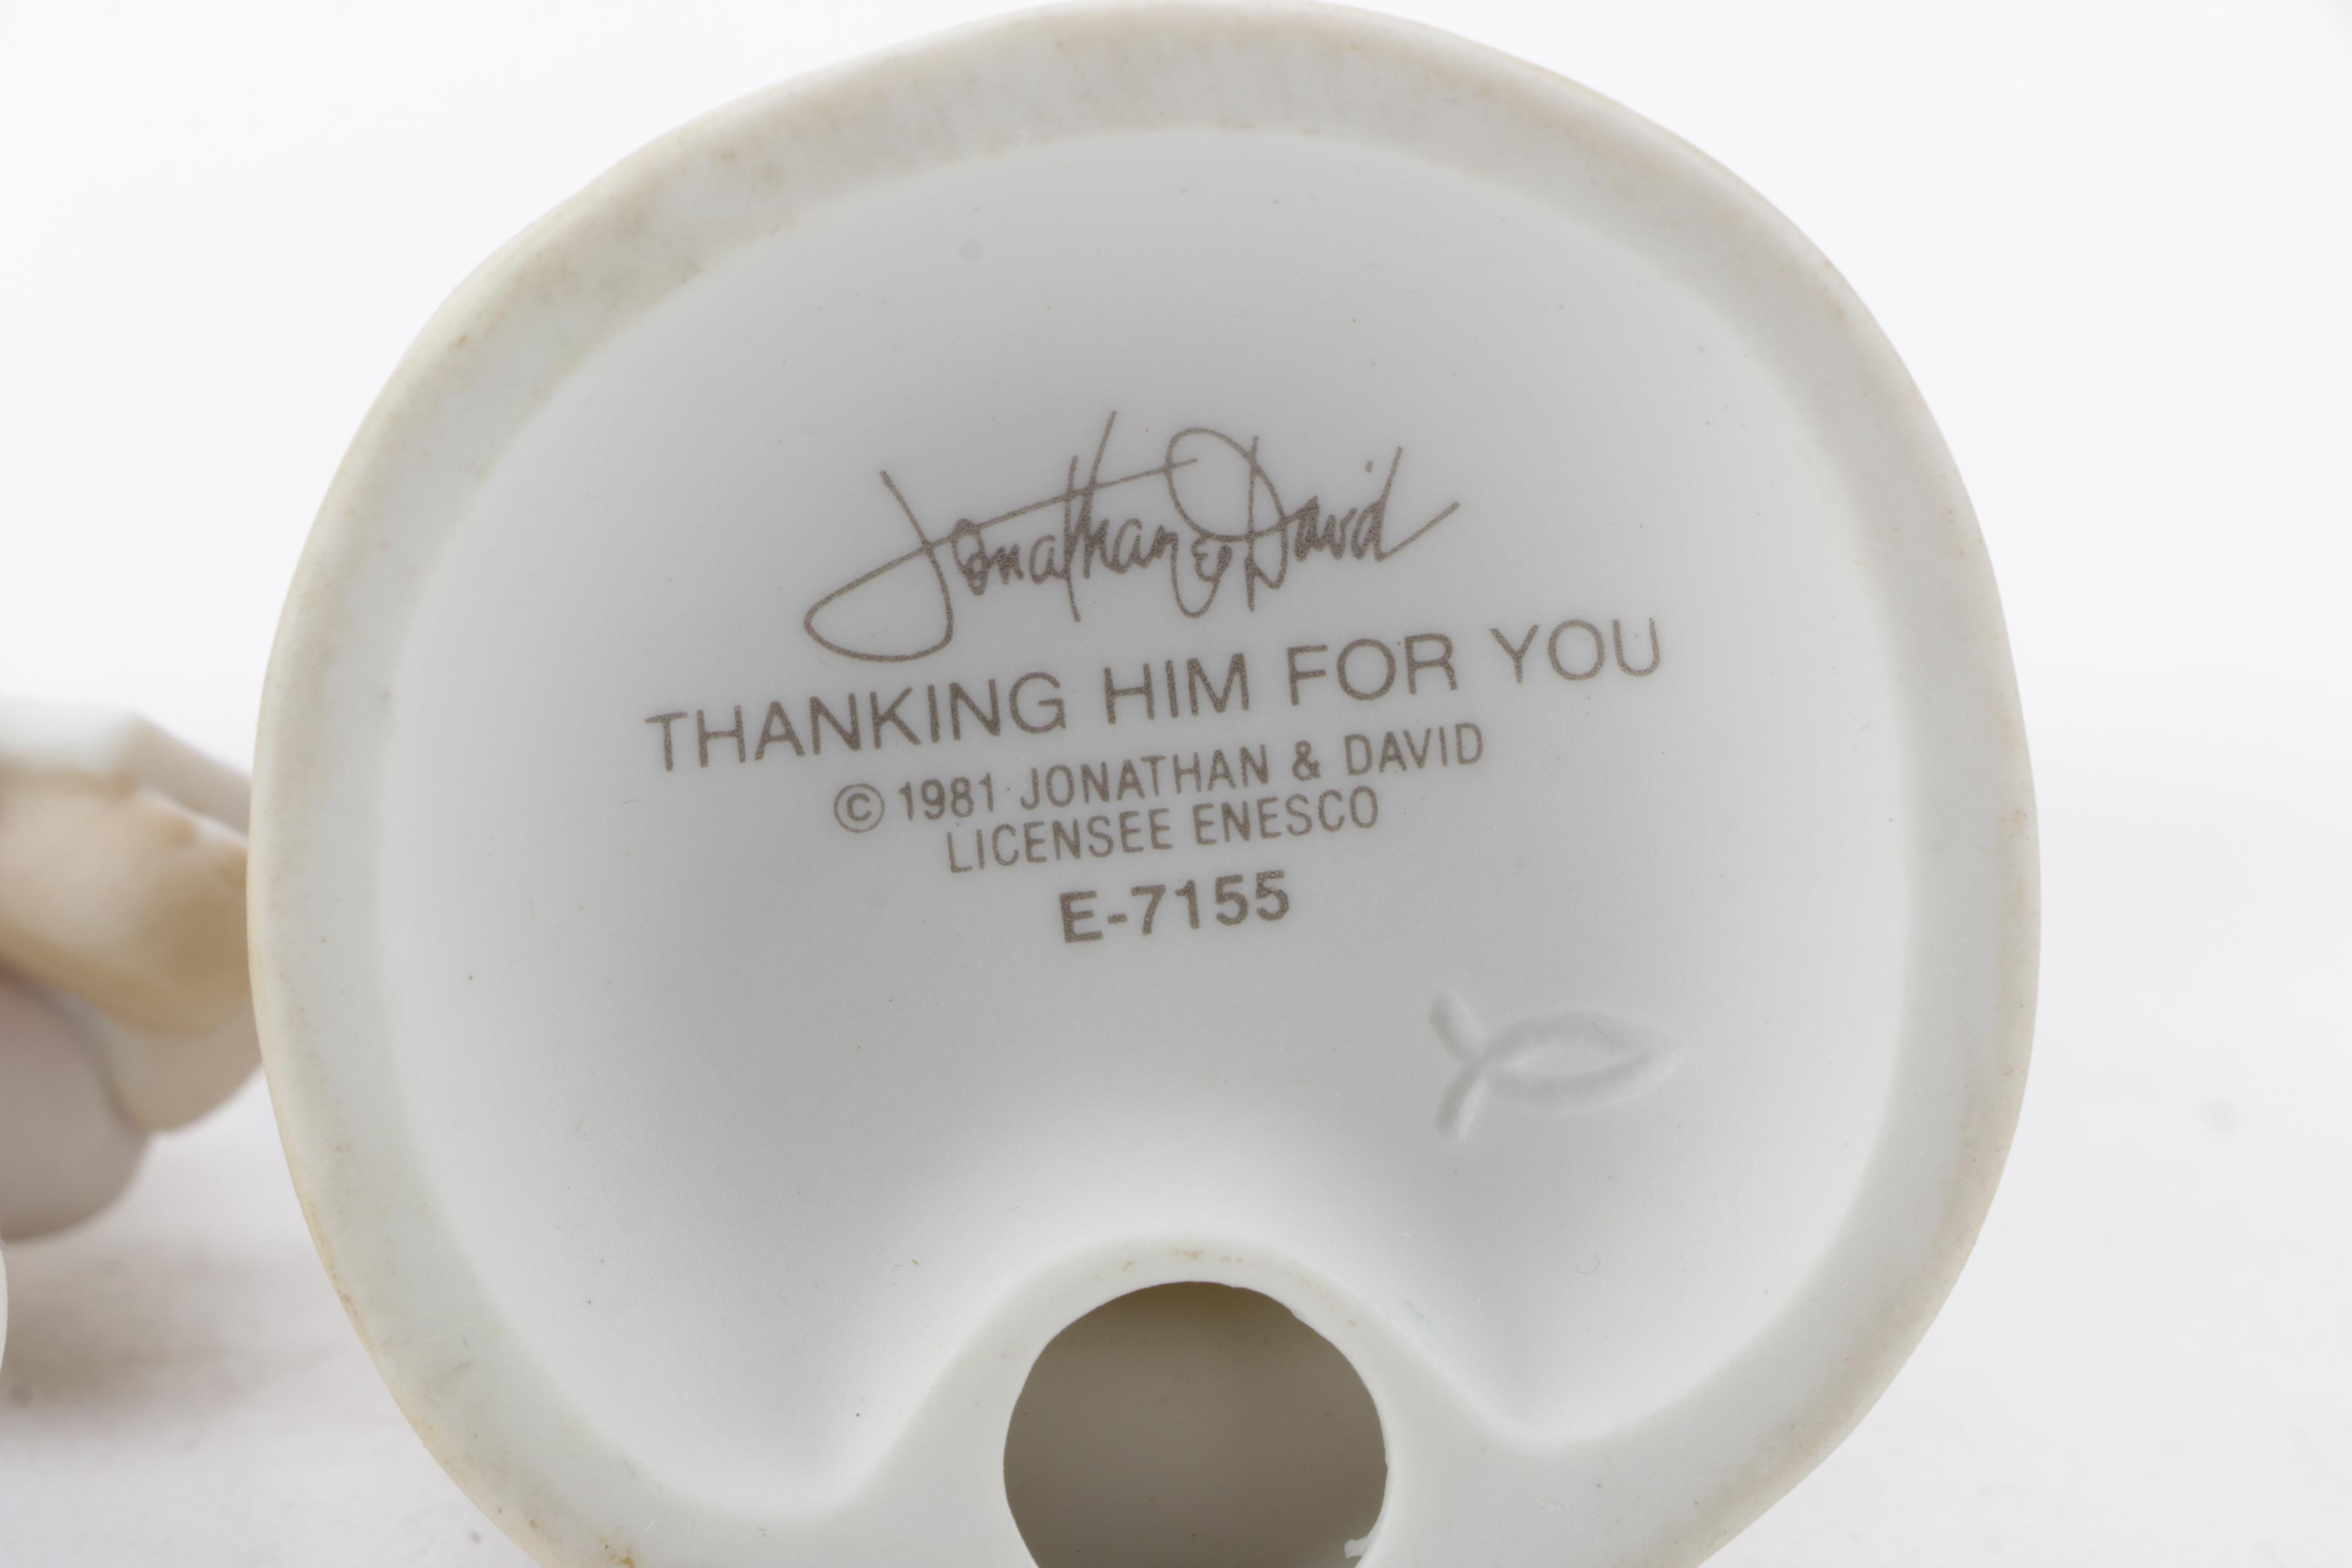 Jonathan & David
THANKING HIM FOR YOU
© 1981 JONATHAN & DAVID
LICENSEE ENESCO
E-7155